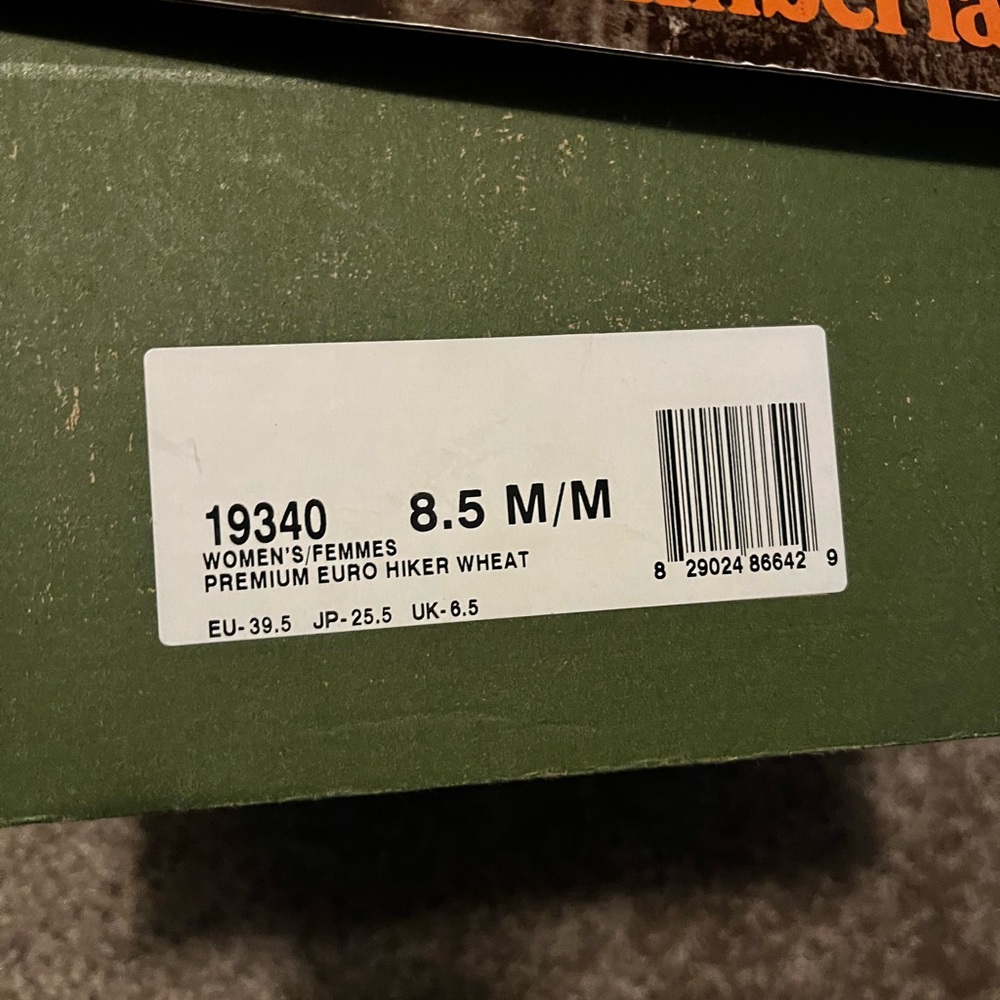 19340 8.5 M/M
WOMEN'S/FEMMES
PREMIUM EURO HIKER WHEAT
EU-39.5 JP-25.5 UK-6.5
8 29024 86642 9